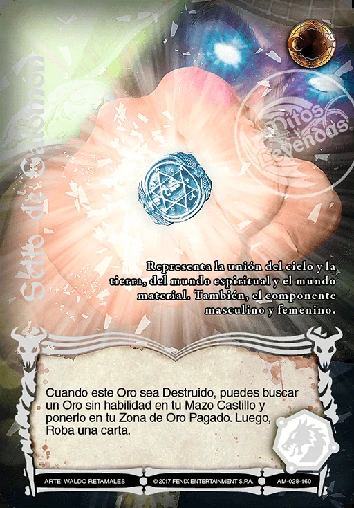 Sello de Salomón
Mitos
Leyendas
Representa la unión del cielo y la
tierra, del mundo espiritual y el mundo
material. También, el componente
masculino y femenino.
Cuando este Oro sea Destruido, puedes buscar
un Oro sin habilidad en tu Mazo Castillo y
ponerlo en tu Zona de Oro Pagado. Luego,
Roba una carta.
ARTE: WALDO RETAMALES
©2017 FENIX ENTERTAINMENT S.P.A.